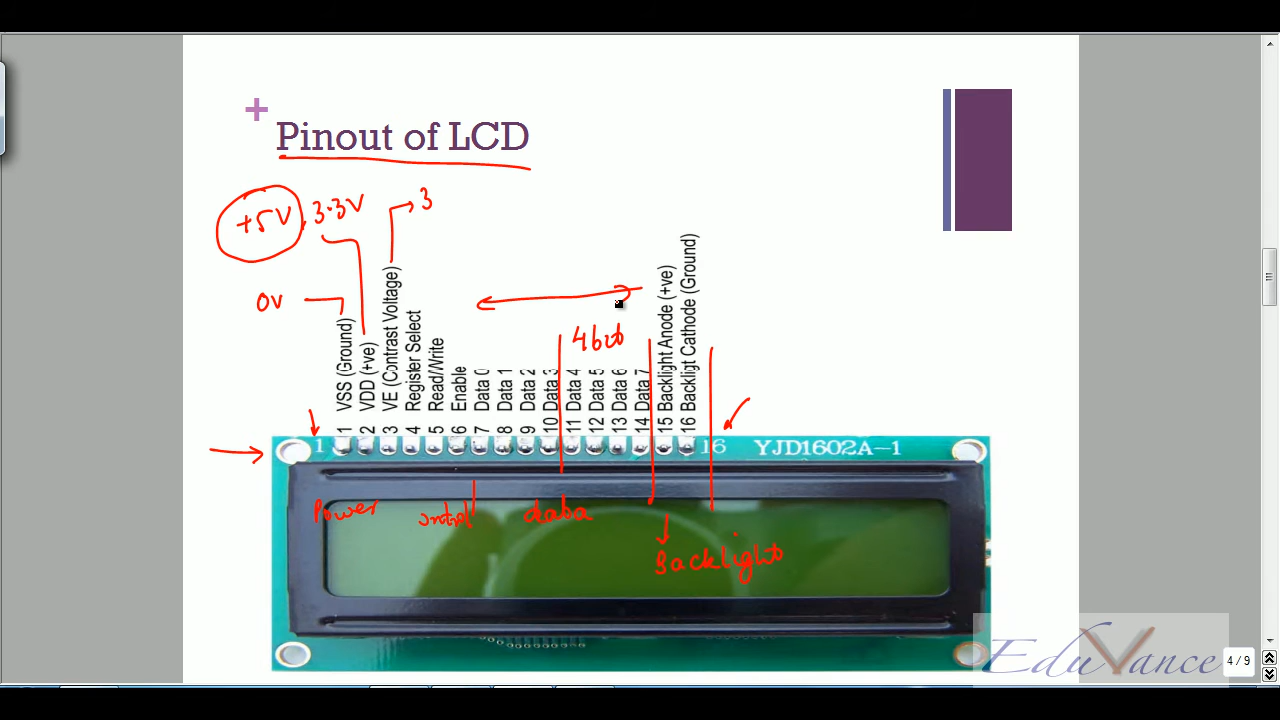 +
Pinout of LCD
+5V, 3.3V
3
0V
4bit
1 VSS (Ground)
2 VDD (+ve)
3 VE (Contrast Voltage)
4 Register Select
5 Read/Write
6 Enable
7 Data 0
8 Data 1
9 Data 2
10 Data 3
11 Data 4
12 Data 5
13 Data 6
14 Data 7
15 Backlight Anode (+ve)
16 Backligt Cathode (Ground)
1
16 YJD1602A-1
Power
data
Backlight
EduVance
4/9